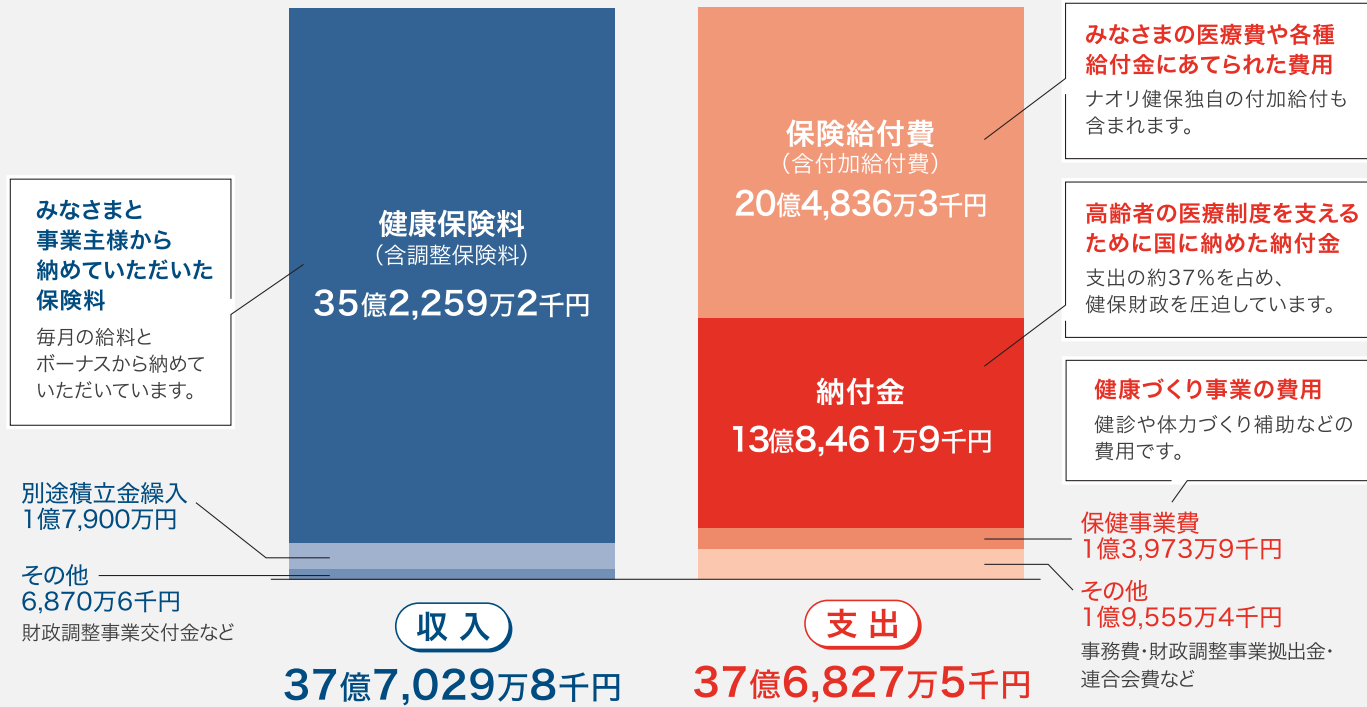 みなさまと
事業主様から
納めていただいた
保険料
毎月の給料と
ボーナスから納めて
いただいています。
健康保険料
（含調整保険料）
35億2,259万2千円
別途積立金繰入
1億7,900万円
その他
6,870万6千円
財政調整事業交付金など
収入
37億7,029万8千円
保険給付費
（含付加給付費）
20億4,836万3千円
納付金
13億8,461万9千円
みなさまの医療費や各種
給付金にあてられた費用
ナオリ健保独自の付加給付も
含まれます。
高齢者の医療制度を支える
ために国に納めた納付金
支出の約37%を占め、
健保財政を圧迫しています。
健康づくり事業の費用
健診や体力づくり補助などの
費用です。
保健事業費
1億3,973万9千円
その他
1億9,555万4千円
事務費・財政調整事業拠出金・
連合会費など
支出
37億6,827万5千円